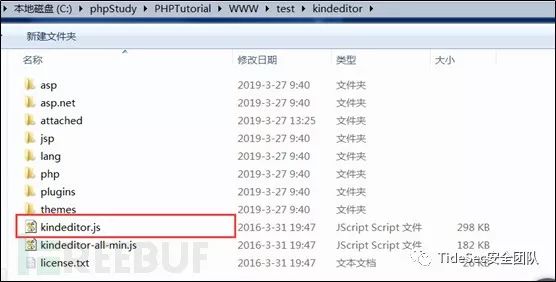 本地磁盘 (C:) ▸ phpStudy ▸ PHPTutorial ▸ WWW ▸ test ▸ kindeditor ▸
新建文件夹
名称 修改日期 类型 大小
asp 2019-3-27 9:40 文件夹
asp.net 2019-3-27 9:40 文件夹
attached 2019-3-27 13:25 文件夹
jsp 2019-3-27 9:40 文件夹
lang 2019-3-27 9:40 文件夹
php 2019-3-27 9:40 文件夹
plugins 2019-3-27 9:40 文件夹
themes 2019-3-27 9:40 文件夹
kindeditor.js 2016-3-31 19:47 JScript Script 文件 298 KB
kindeditor-all-min.js 2016-3-31 19:47 JScript Script 文件 182 KB
license.txt 2016-3-31 19:47 文本文档 26 KB
REEBUF
TideSec安全团队